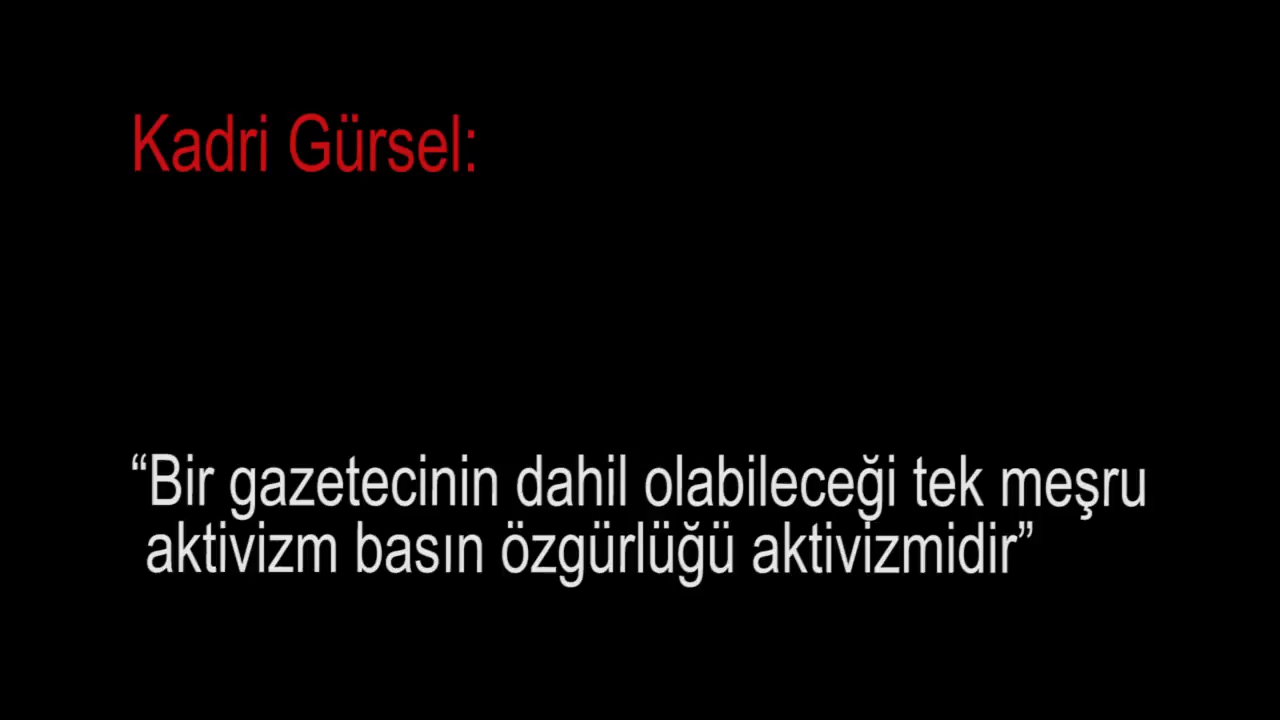 Kadri Gürsel:
“Bir gazetecinin dahil olabileceği tek meşru
aktivizm basın özgürlüğü aktivizmidir”